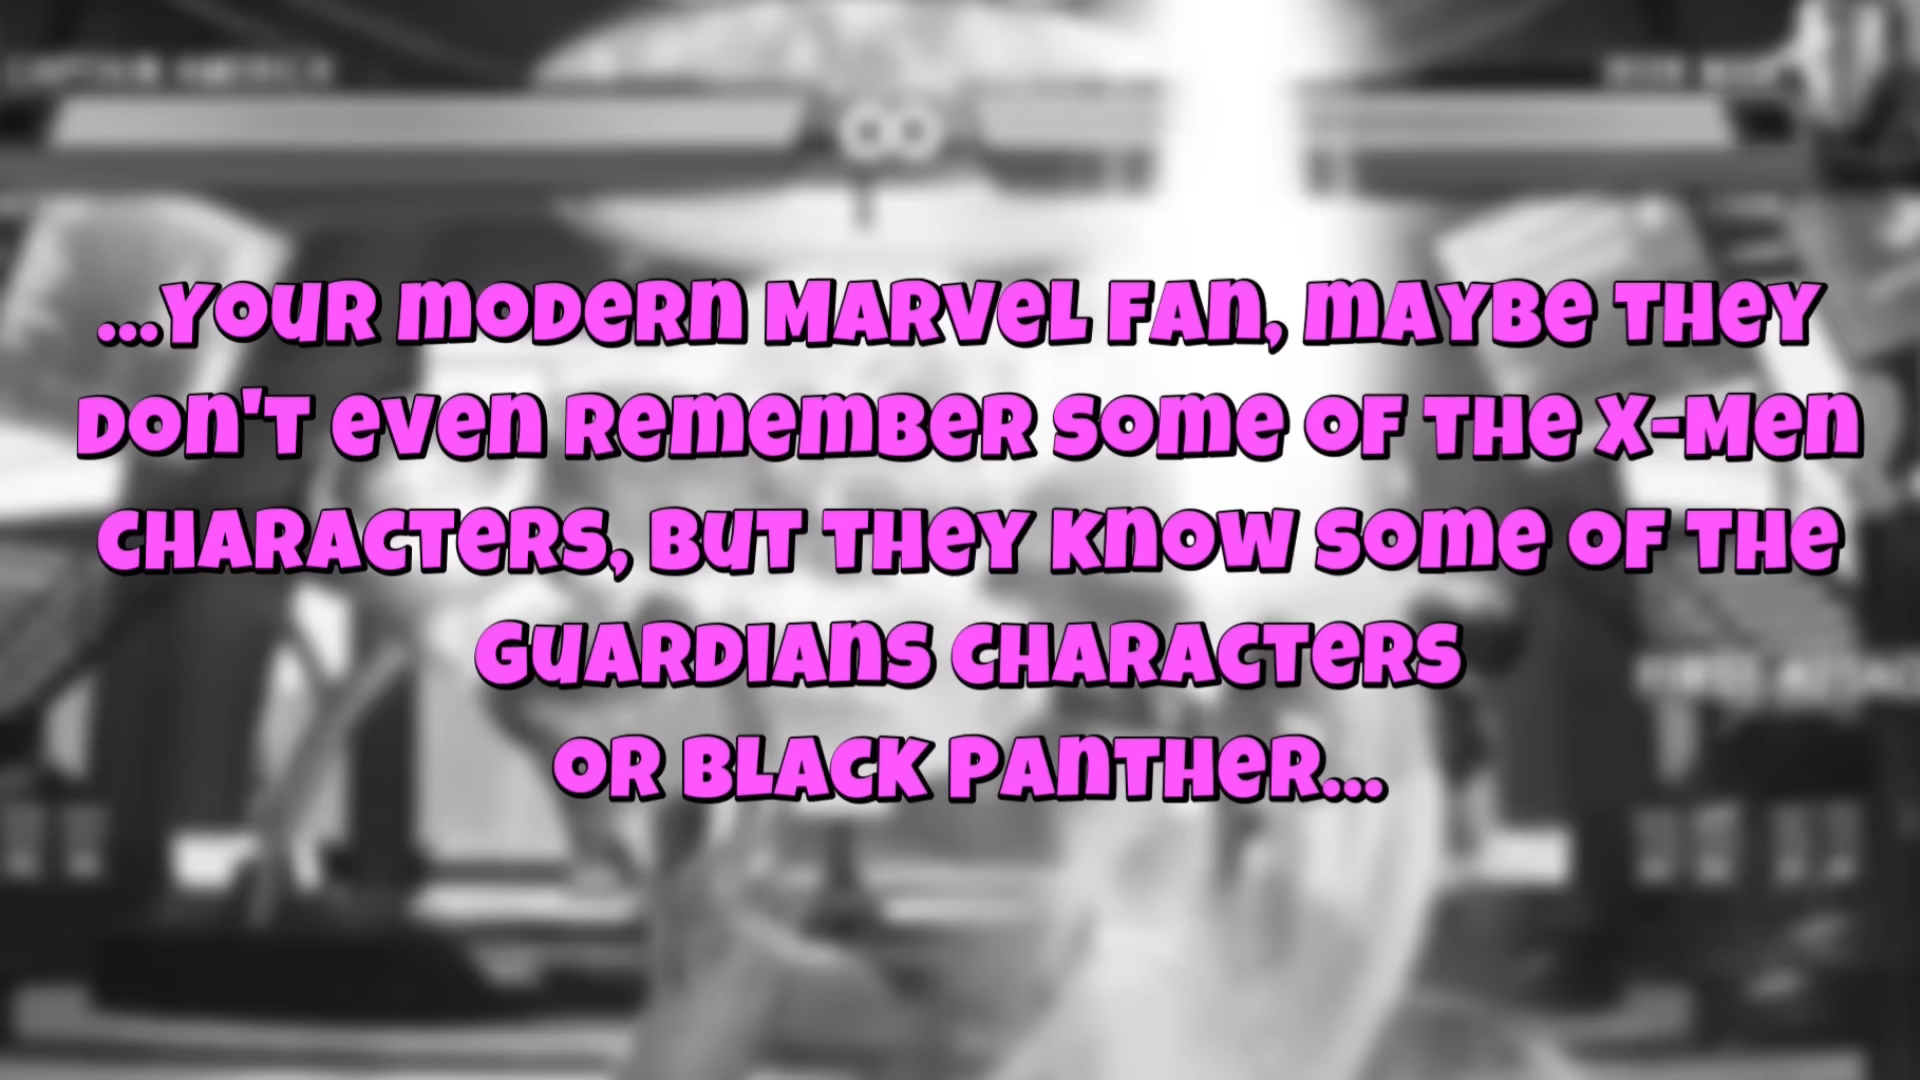 ...Your modern Marvel fan, maybe they
don't even remember some of the X-Men
characters, but they know some of the
Guardians characters
or Black Panther...